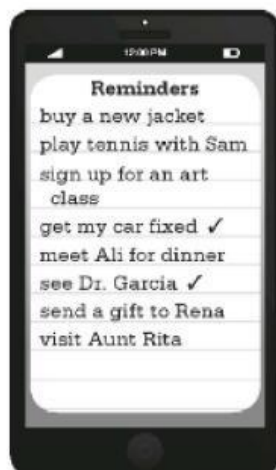 12:00 PM
Reminders
buy a new jacket
play tennis with Sam
sign up for an art
class
get my car fixed ✓
meet Ali for dinner
see Dr. Garcia ✓
send a gift to Rena
visit Aunt Rita